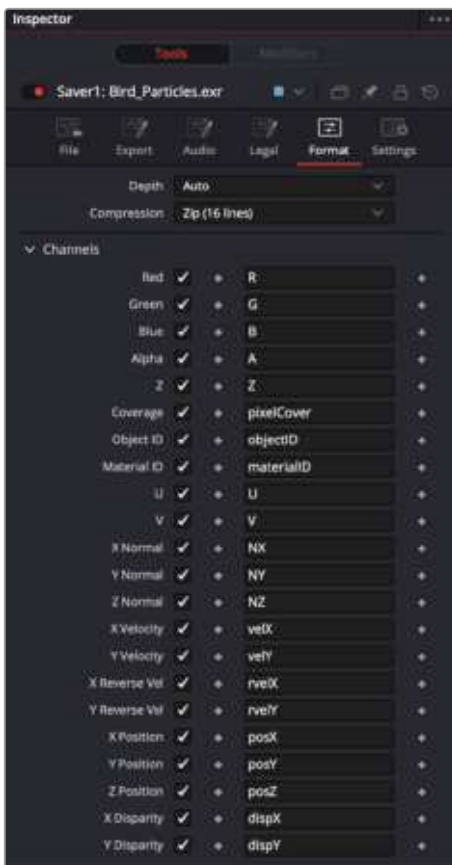 Inspector
Tools Modifiers
Saver1: Bird_Particles.exr
File Export Audio Legal Format Settings
Depth Auto
Compression Zip (16 lines)
Channels
Red R
Green G
Blue B
Alpha A
Z Z
Coverage pixelCover
Object ID objectID
Material ID materialID
U U
V V
X Normal NX
Y Normal NY
Z Normal NZ
X Velocity velX
Y Velocity velY
X Reverse Vel rvelX
Y Reverse Vel rvelY
X Position posX
Y Position posY
Z Position posZ
X Disparity dispX
Y Disparity dispY